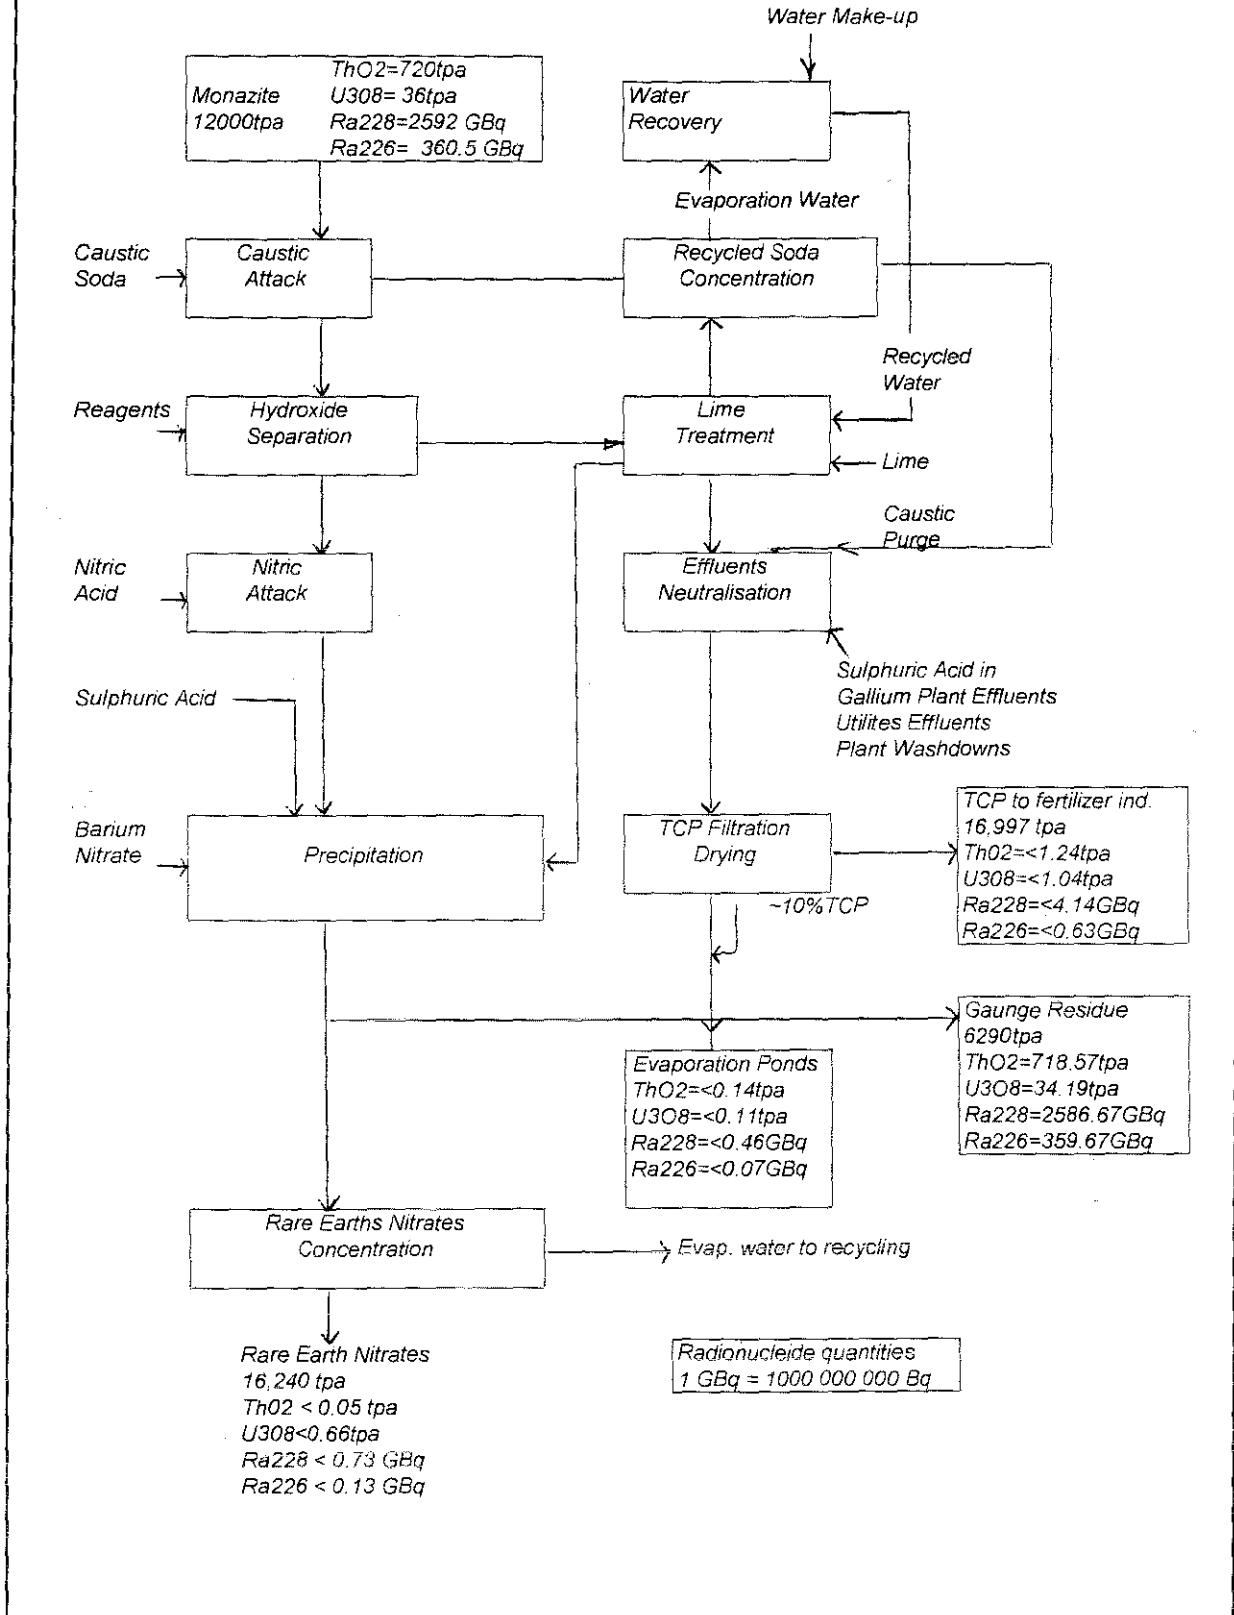 Water Make-up
ThO2=720tpa
Monazite U308= 36tpa
12000tpa Ra228=2592 GBq
Ra226= 360.5 GBq
Water
Recovery
Evaporation Water
Caustic
Soda
Caustic
Attack
Recycled Soda
Concentration
Recycled
Water
Reagents
Hydroxide
Separation
Lime
Treatment
Lime
Caustic
Purge
Nitric
Acid
Nitric
Attack
Effluents
Neutralisation
Sulphuric Acid in
Gallium Plant Effluents
Utilites Effluents
Plant Washdowns
Sulphuric Acid
Barium
Nitrate
Precipitation
TCP Filtration
Drying
~10%TCP
TCP to fertilizer ind.
16,997 tpa
Th02=<1.24tpa
U308=<1.04tpa
Ra228=<4.14GBq
Ra226=<0.63GBq
Gaunge Residue
6290tpa
ThO2=718.57tpa
U3O8=34.19tpa
Ra228=2586.67GBq
Ra226=359.67GBq
Evaporation Ponds
ThO2=<0.14tpa
U3O8=<0.11tpa
Ra228=<0.46GBq
Ra226=<0.07GBq
Rare Earths Nitrates
Concentration
Evap. water to recycling
Rare Earth Nitrates
16,240 tpa
Th02 < 0.05 tpa
U308<0.66tpa
Ra228 < 0.73 GBq
Ra226 < 0.13 GBq
Radionucleide quantities
1 GBq = 1000 000 000 Bq